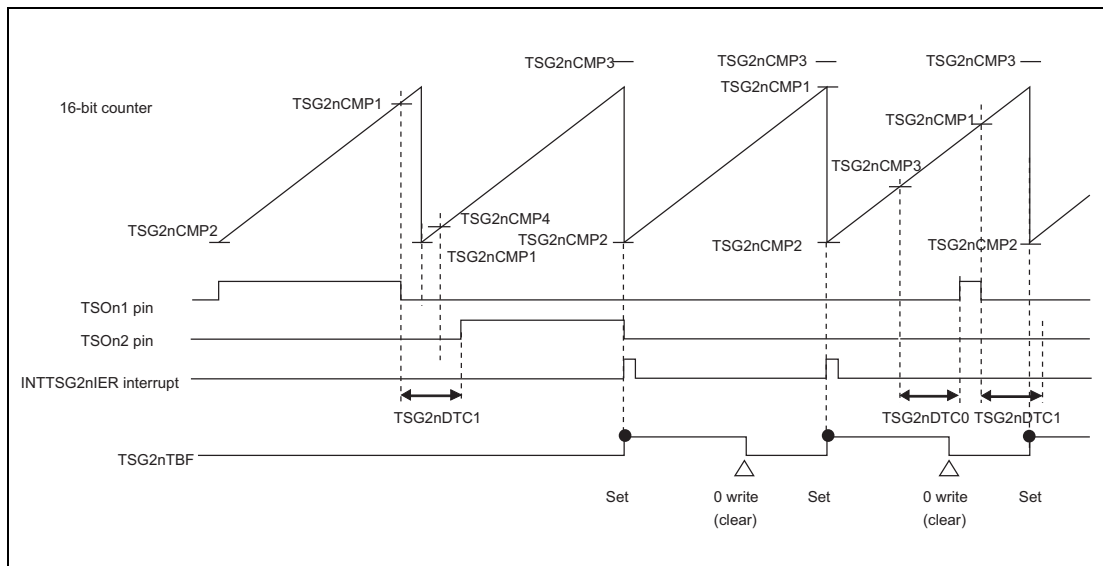 TSG2nCMP3
TSG2nCMP3
TSG2nCMP3
TSG2nCMP1
16-bit counter
TSG2nCMP1
TSG2nCMP1
TSG2nCMP3
TSG2nCMP2
TSG2nCMP4
TSG2nCMP2
TSG2nCMP2
TSG2nCMP2
TSG2nCMP1
TSOn1 pin
TSOn2 pin
INTTSG2nIER interrupt
TSG2nDTC1
TSG2nDTC0
TSG2nDTC1
TSG2nTBF
Set
0 write
(clear)
Set
0 write
(clear)
Set